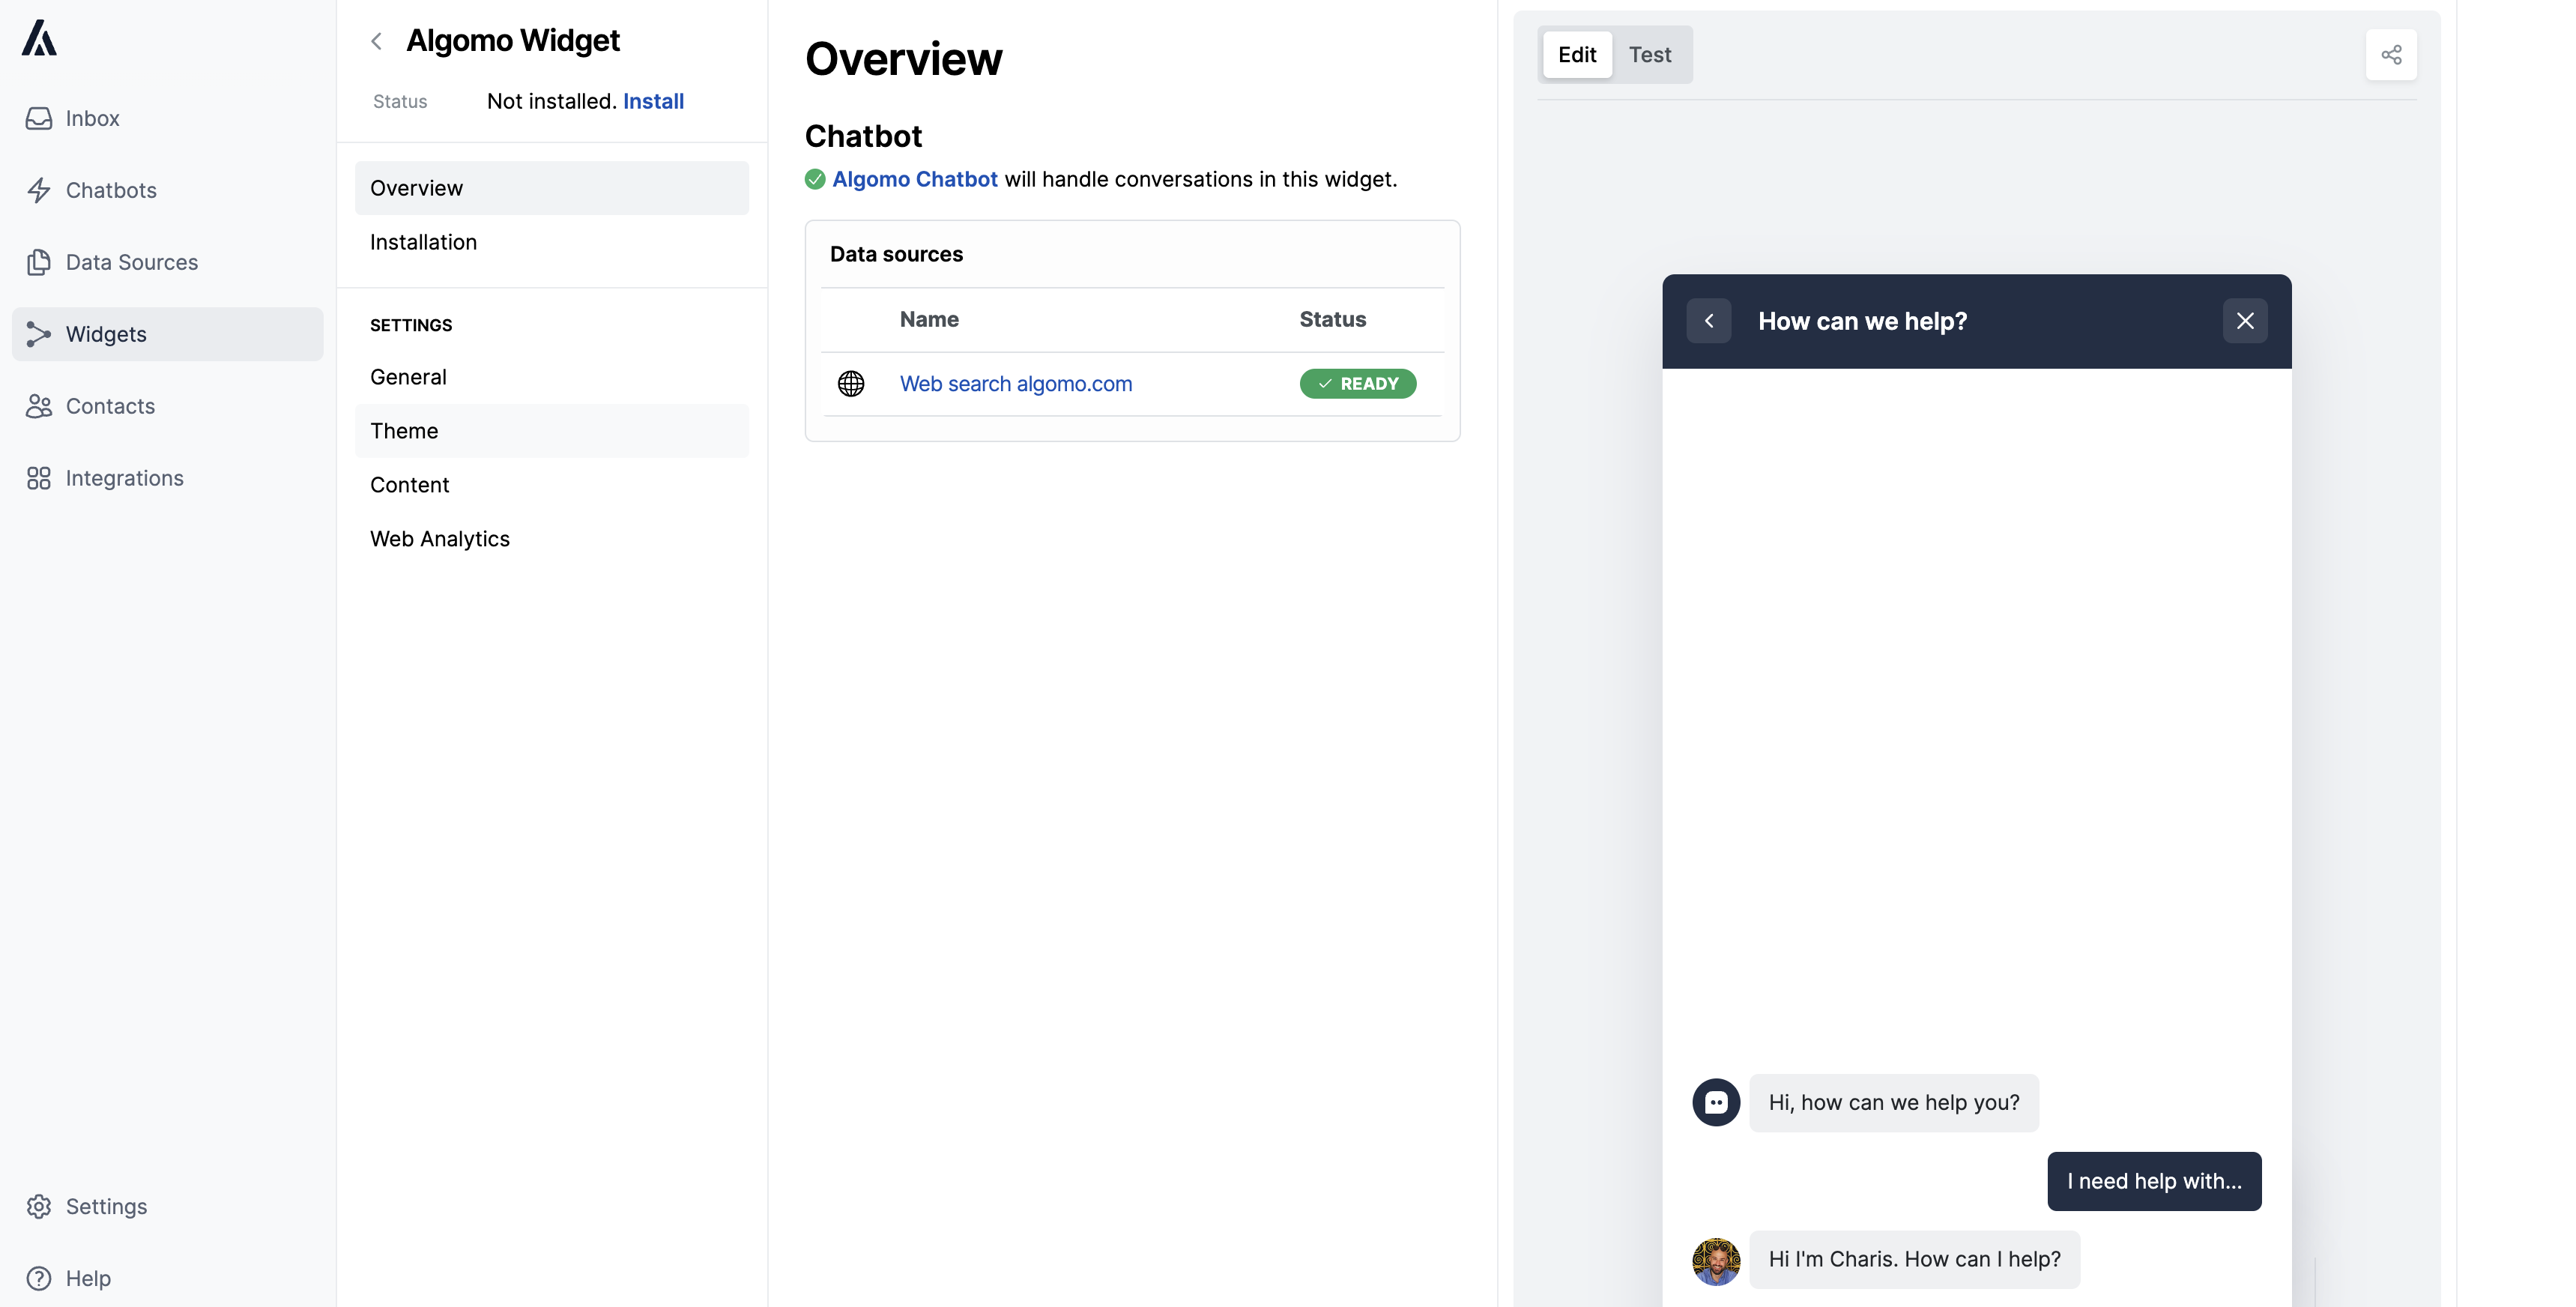 Inbox
Chatbots
Data Sources
Widgets
Contacts
Integrations
Settings
Help
Algomo Widget
Status Not installed. Install
Overview
Installation
SETTINGS
General
Theme
Content
Web Analytics
Overview
Chatbot
Algomo Chatbot will handle conversations in this widget.
Data sources
Name Status
Web search algomo.com READY
Edit Test
How can we help?
Hi, how can we help you?
I need help with...
Hi I'm Charis. How can I help?